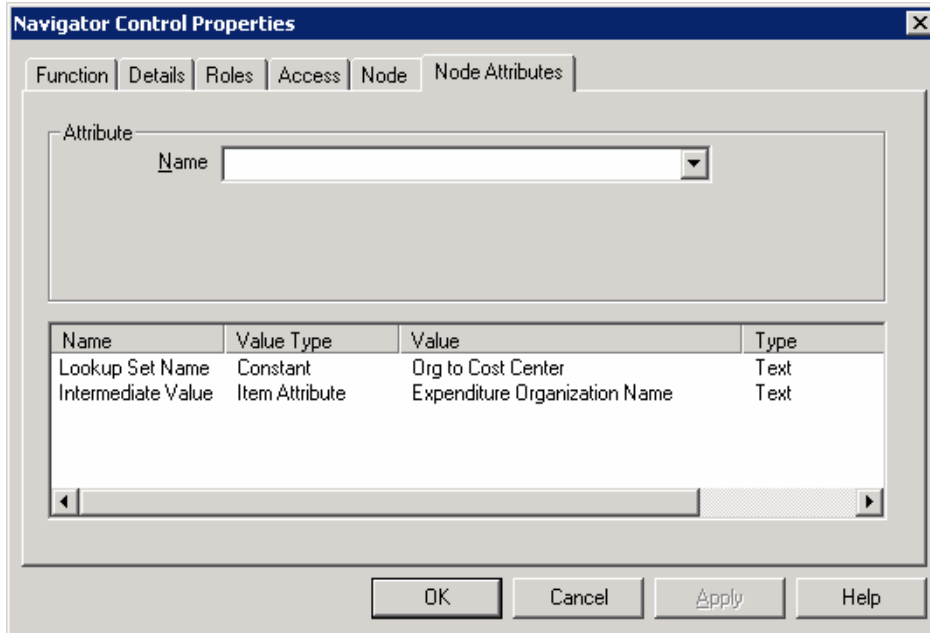 Navigator Control Properties
Function Details Roles Access Node Node Attributes
Attribute
Name
Name Value Type Value Type
Lookup Set Name Constant Org to Cost Center Text
Intermediate Value Item Attribute Expenditure Organization Name Text
OK Cancel Apply Help